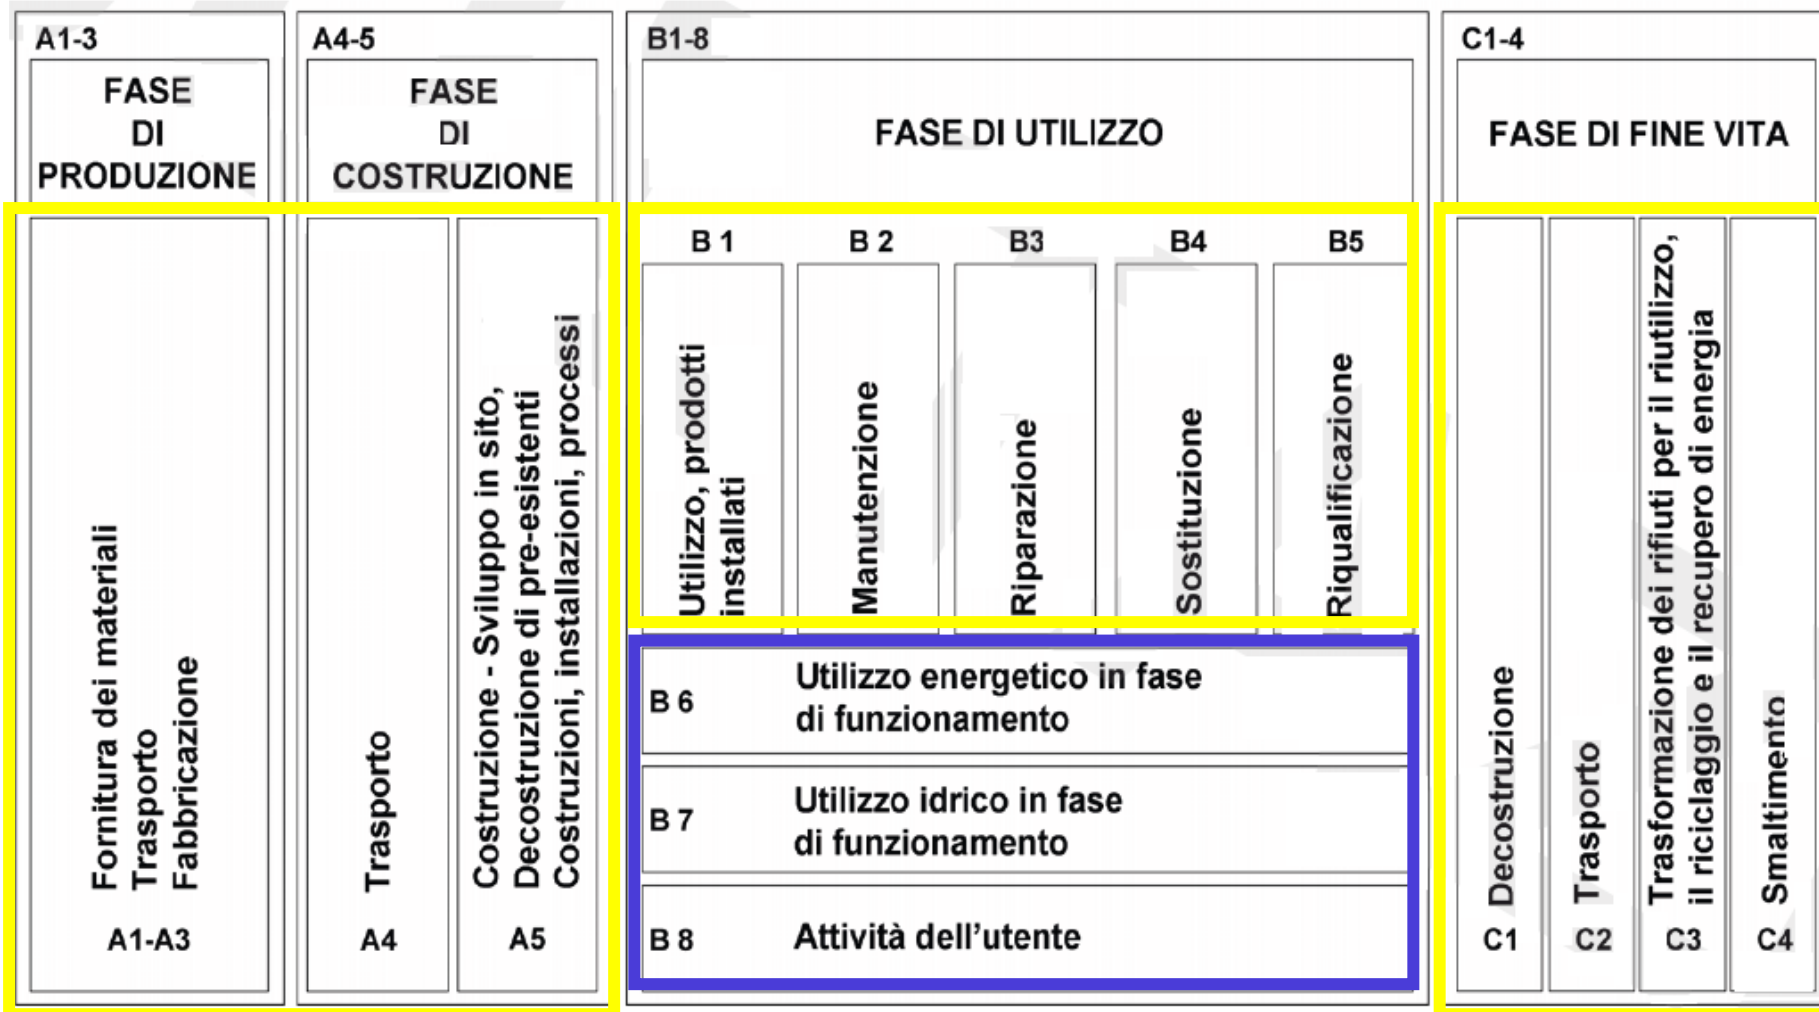 A1-3
FASE
DI
PRODUZIONE
Fornitura dei materiali
Trasporto
Fabbricazione
A1-A3
A4-5
FASE
DI
COSTRUZIONE
Trasporto
A4
Costruzione - Sviluppo in sito,
Decostruzione di pre-esistenti
Costruzioni, installazioni, processi
A5
B1-8
FASE DI UTILIZZO
B 1
Utilizzo, prodotti
installati
B 2
Manutenzione
B3
Riparazione
B4
Sostituzione
B5
Riqualificazione
B 6
Utilizzo energetico in fase
di funzionamento
B 7
Utilizzo idrico in fase
di funzionamento
B 8
Attività dell'utente
C1-4
FASE DI FINE VITA
Decostruzione
C1
Trasporto
C2
Trasformazione dei rifiuti per il riutilizzo,
il riciclaggio e il recupero di energia
C3
Smaltimento
C4